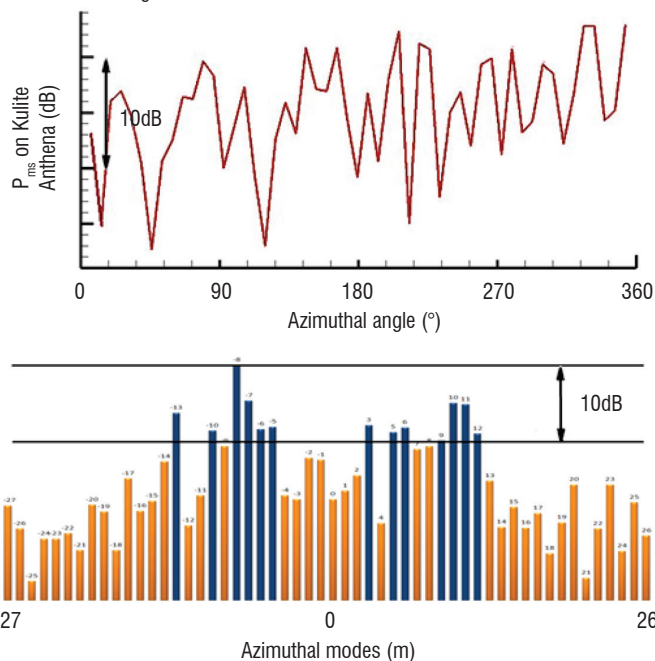 10dB
P ms on Kulite
Anthena (dB)
0 90 180 270 360
Azimuthal angle (°)
-8
-13 -10 -7 -6 -5 3 5 6 9 10 11 12
10dB
-27 -26 -25 -24 -23 -22 -21 -20 -19 -18 -17 -16 -15 -14 -12 -11 -4 -3 -2 -1 0 1 2 4 13 14 15 16 17 18 19 20 21 22 23 24 25 26
27 0 26
Azimuthal modes (m)